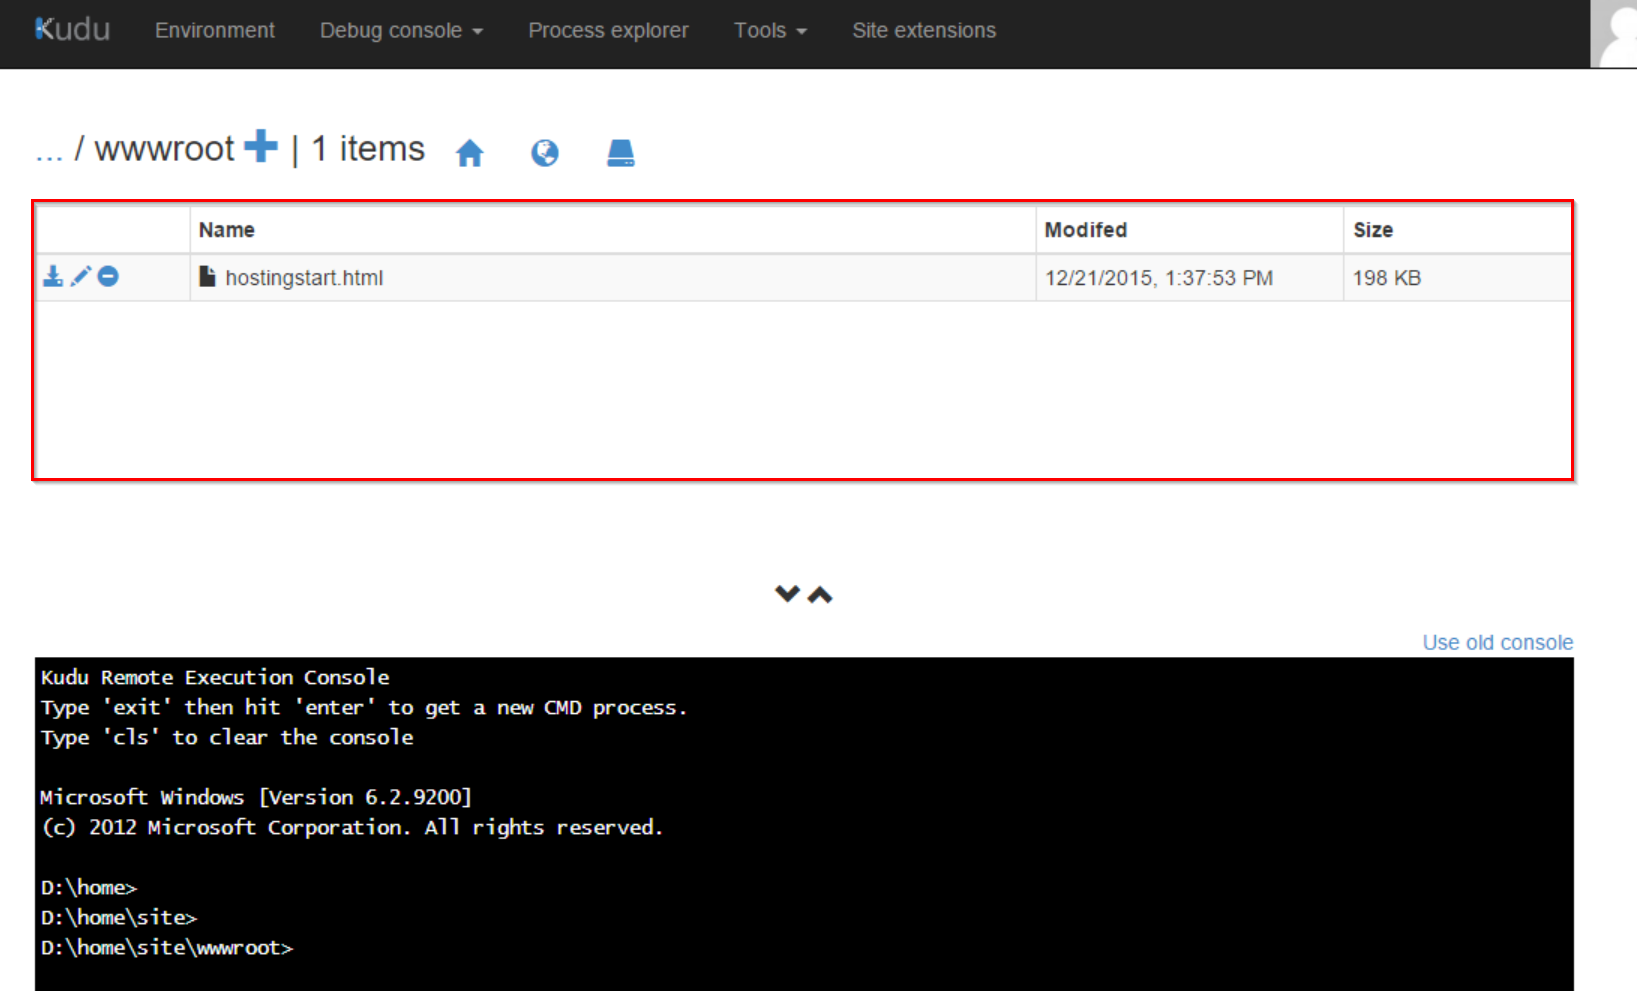 Kudu Environment Debug console Process explorer Tools Site extensions
... / wwwroot | 1 items
Name Modifed Size
hostingstart.html 12/21/2015, 1:37:53 PM 198 KB
Use old console
Kudu Remote Execution Console
Type 'exit' then hit 'enter' to get a new CMD process.
Type 'cls' to clear the console
Microsoft Windows [Version 6.2.9200]
(c) 2012 Microsoft Corporation. All rights reserved.
D:\home>
D:\home\site>
D:\home\site\wwwroot>